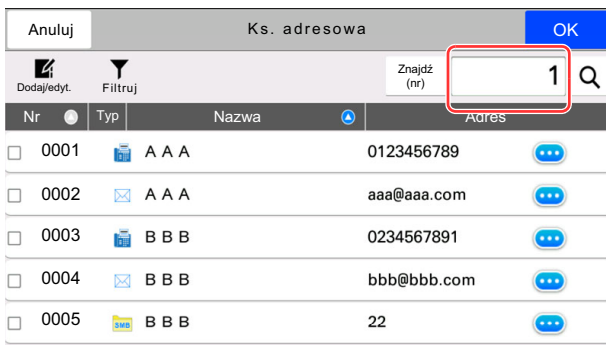 Anuluj Ks. adresowa OK
Dodaj/edyt. Filtruj Znajdź (nr) 1
Nr Typ Nazwa Adres
0001 A A A 0123456789
0002 A A A aaa@aaa.com
0003 B B B 0234567891
0004 B B B bbb@bbb.com
0005 SMB B B B 22